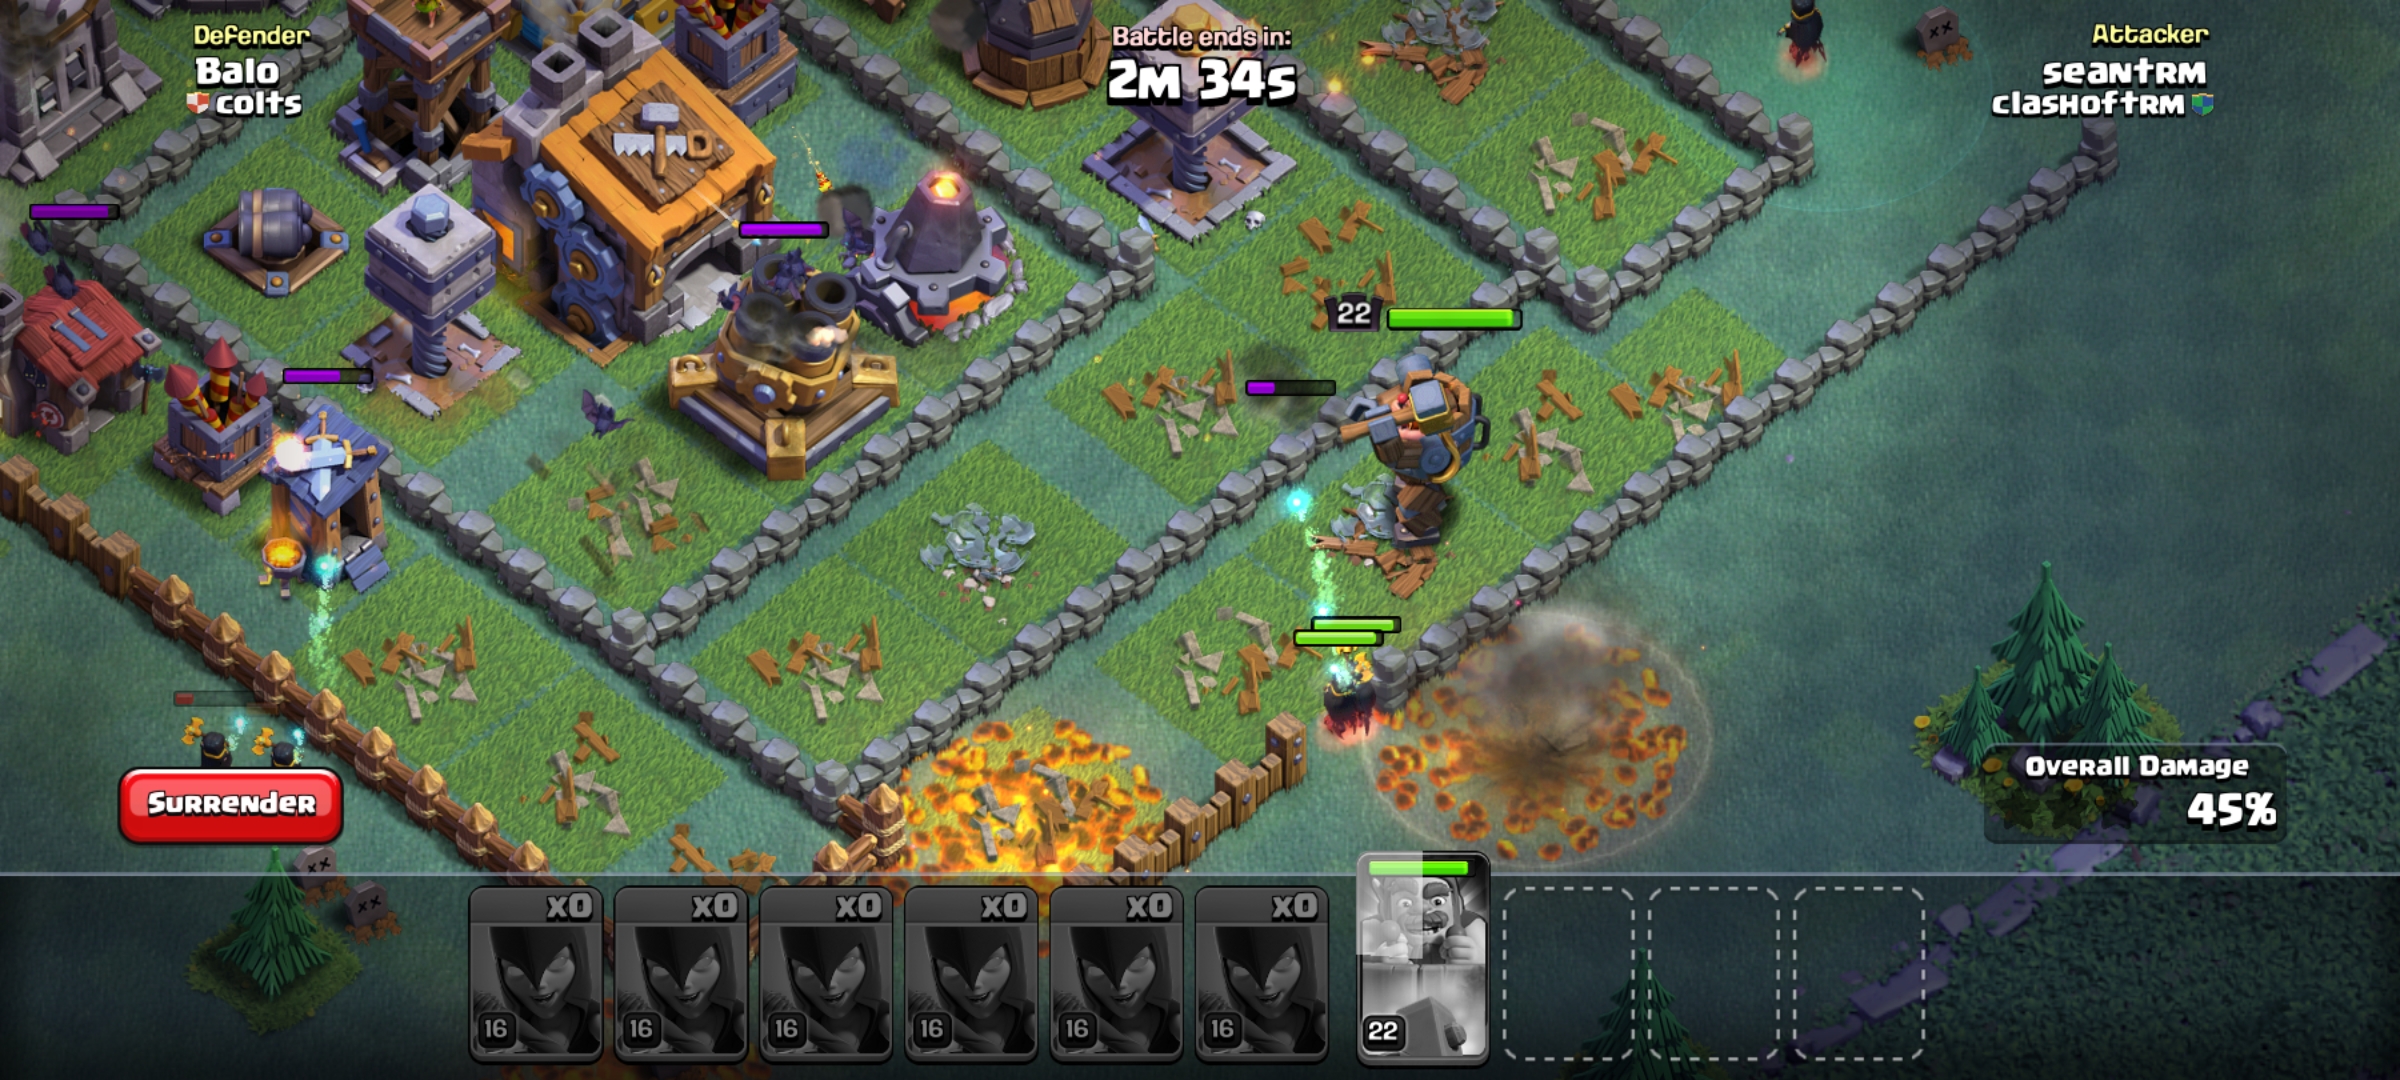 Defender
Balo
colts
Battle ends in:
2M 34s
Attacker
seantrm
clashoftrm
22
Surrender
Overall Damage
45%
x0
x0
x0
x0
x0
x0
16
16
16
16
16
16
22